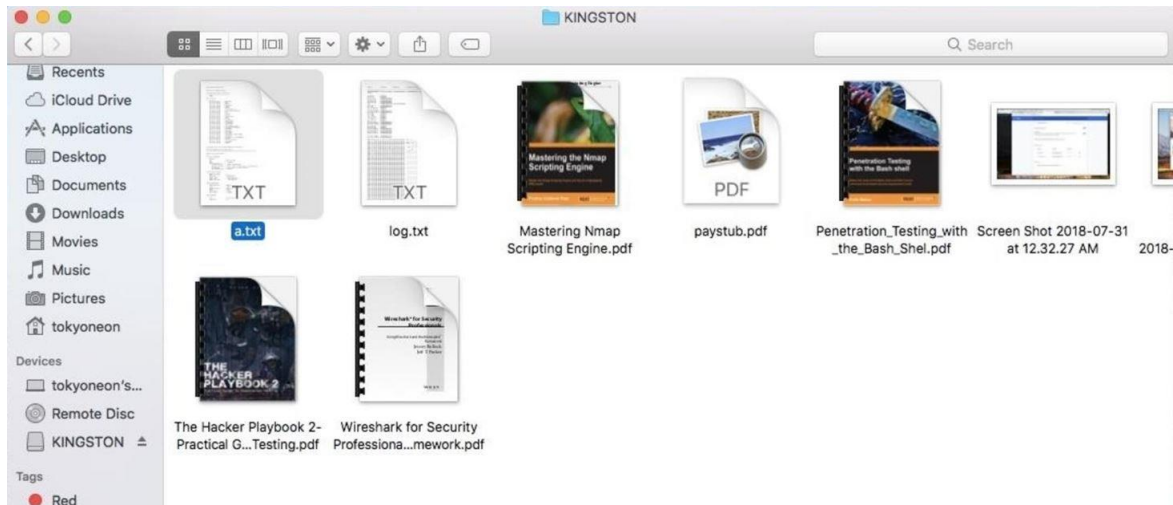 KINGSTON
Search
Recents
iCloud Drive
Applications
Desktop
Documents
Downloads
Movies
Music
Pictures
tokyoneon
Devices
tokyoneon's...
Remote Disc
KINGSTON
Tags
Red
TXT
a.txt
TXT
log.txt
Mastering the Nmap
Scripting Engine
Mastering Nmap
Scripting Engine.pdf
PDF
paystub.pdf
Penetration Testing
with the Bash shell
Penetration_Testing_with
_the_Bash_Shel.pdf
Screen Shot 2018-07-31
at 12.32.27 AM
2018-
THE
HACKER
PLAYBOOK 2
The Hacker Playbook 2-
Practical G...Testing.pdf
Wireshark® for Security
Professionals
Wireshark for Security
Professiona...mework.pdf